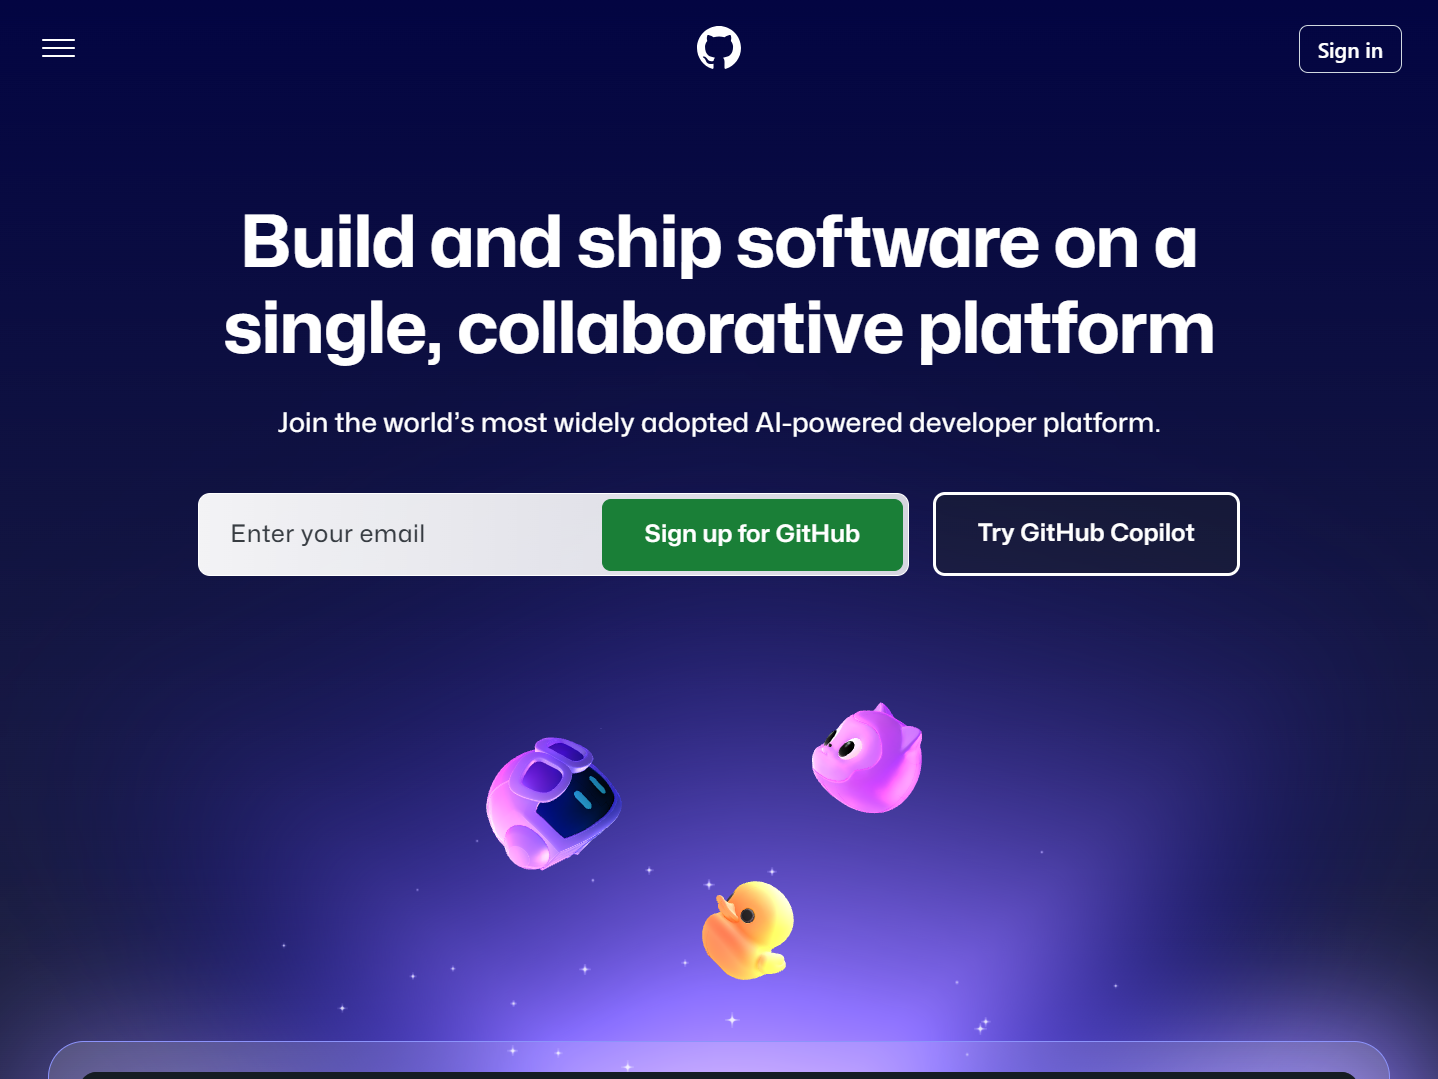 Sign in
Build and ship software on a
single, collaborative platform
Join the world’s most widely adopted AI-powered developer platform.
Enter your email
Sign up for GitHub
Try GitHub Copilot